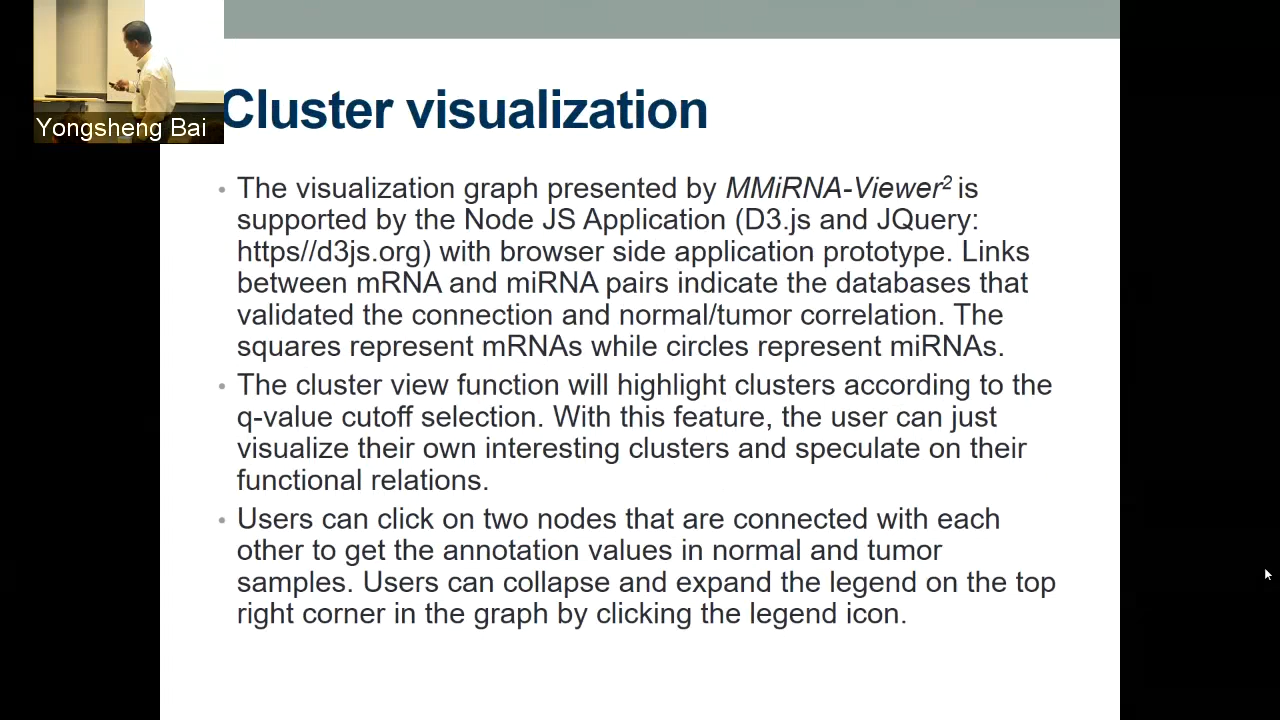 Yongsheng Bai
Cluster visualization
• The visualization graph presented by MMiRNA-Viewer² is
supported by the Node JS Application (D3.js and JQuery:
https//d3js.org) with browser side application prototype. Links
between mRNA and miRNA pairs indicate the databases that
validated the connection and normal/tumor correlation. The
squares represent mRNAs while circles represent miRNAs.
• The cluster view function will highlight clusters according to the
q-value cutoff selection. With this feature, the user can just
visualize their own interesting clusters and speculate on their
functional relations.
• Users can click on two nodes that are connected with each
other to get the annotation values in normal and tumor
samples. Users can collapse and expand the legend on the top
right corner in the graph by clicking the legend icon.